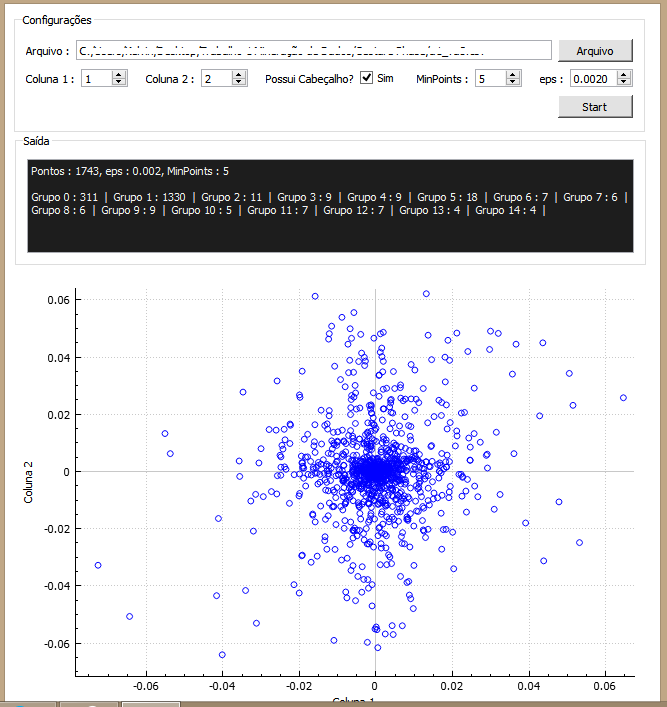 Configurações
Arquivo :
Arquivo
Coluna 1 : 1 Coluna 2 : 2 Possui Cabeçalho? Sim MinPoints : 5 eps : 0.0020
Start
Saída
Pontos : 1743, eps : 0.002, MinPoints : 5
Grupo 0 : 311 | Grupo 1 : 1330 | Grupo 2 : 11 | Grupo 3 : 9 | Grupo 4 : 9 | Grupo 5 : 18 | Grupo 6 : 7 | Grupo 7 : 6 |
Grupo 8 : 6 | Grupo 9 : 9 | Grupo 10 : 5 | Grupo 11 : 7 | Grupo 12 : 7 | Grupo 13 : 4 | Grupo 14 : 4 |
0.06
0.04
0.02
0
-0.02
-0.04
-0.06
Coluna 2
-0.06 -0.04 -0.02 0 0.02 0.04 0.06
Coluna 1